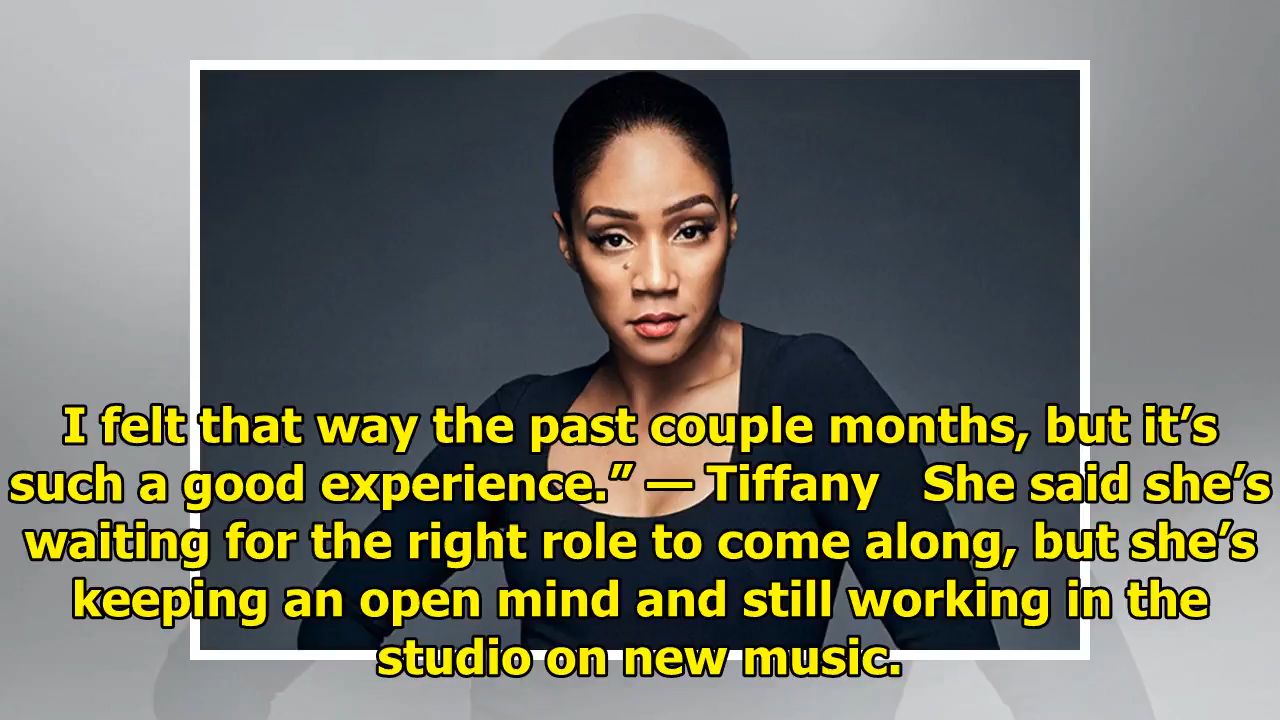 I felt that way the past couple months, but it’s
such a good experience.” — Tiffany   She said she’s
waiting for the right role to come along, but she’s
keeping an open mind and still working in the
studio on new music.